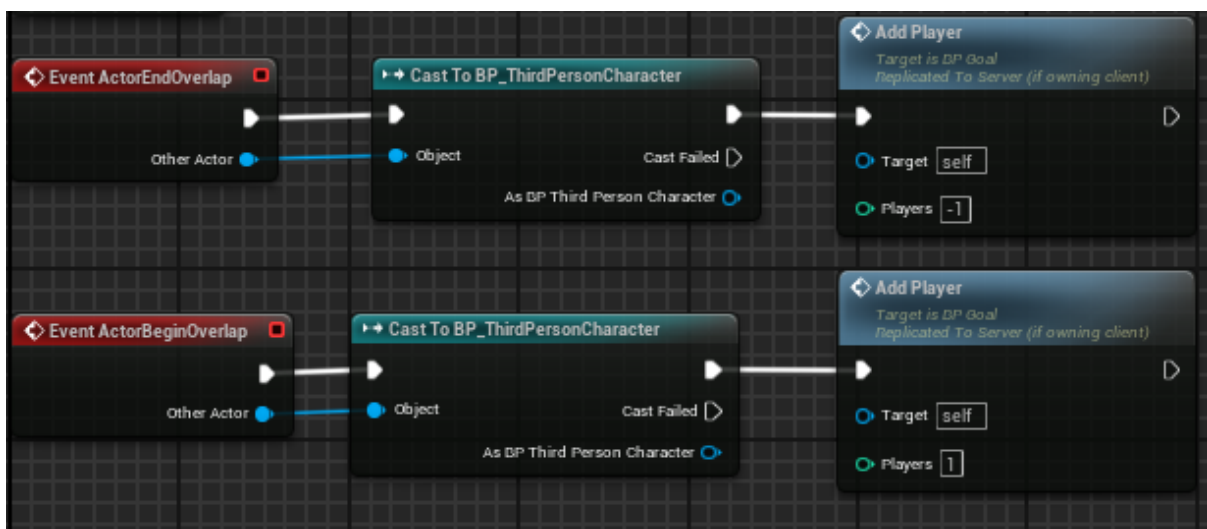 Event ActorEndOverlap
Other Actor
Cast To BP_ThirdPersonCharacter
Object
Cast Failed
As BP Third Person Character
Add Player
Target is BP Goal
Replicated To Server (if owning client)
Target self
Players -1
Event ActorBeginOverlap
Other Actor
Cast To BP_ThirdPersonCharacter
Object
Cast Failed
As BP Third Person Character
Add Player
Target is BP Goal
Replicated To Server (if owning client)
Target self
Players 1